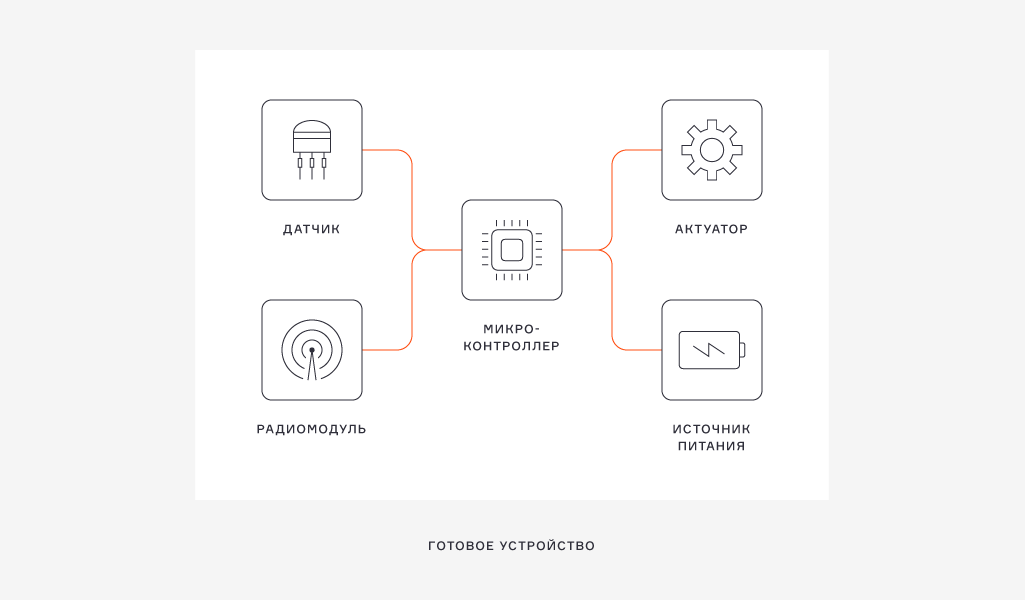 ДАТЧИК
АКТУАТОР
МИКРО-
КОНТРОЛЛЕР
РАДИОМОДУЛЬ
ИСТОЧНИК
ПИТАНИЯ
ГОТОВОЕ УСТРОЙСТВО